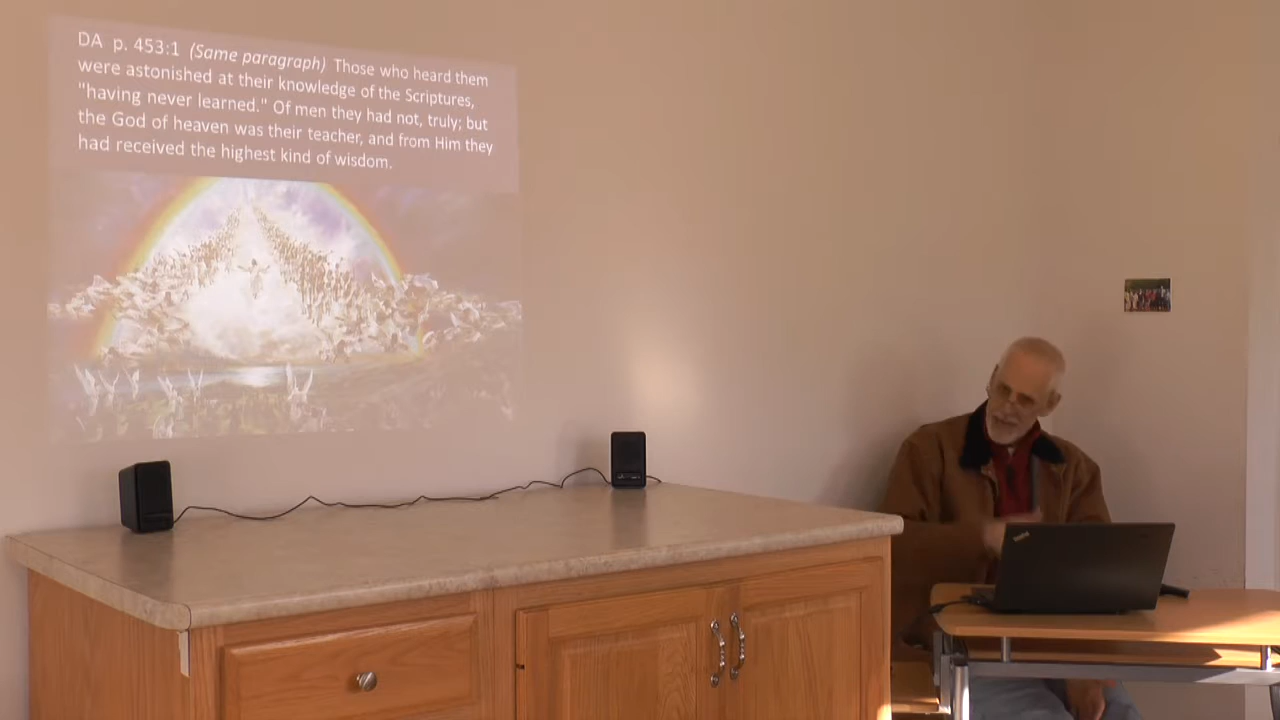 DA p. 453:1 (Same paragraph) Those who heard them
were astonished at their knowledge of the Scriptures,
"having never learned." Of men they had not, truly; but
the God of heaven was their teacher, and from Him they
had received the highest kind of wisdom.
ThinkPad